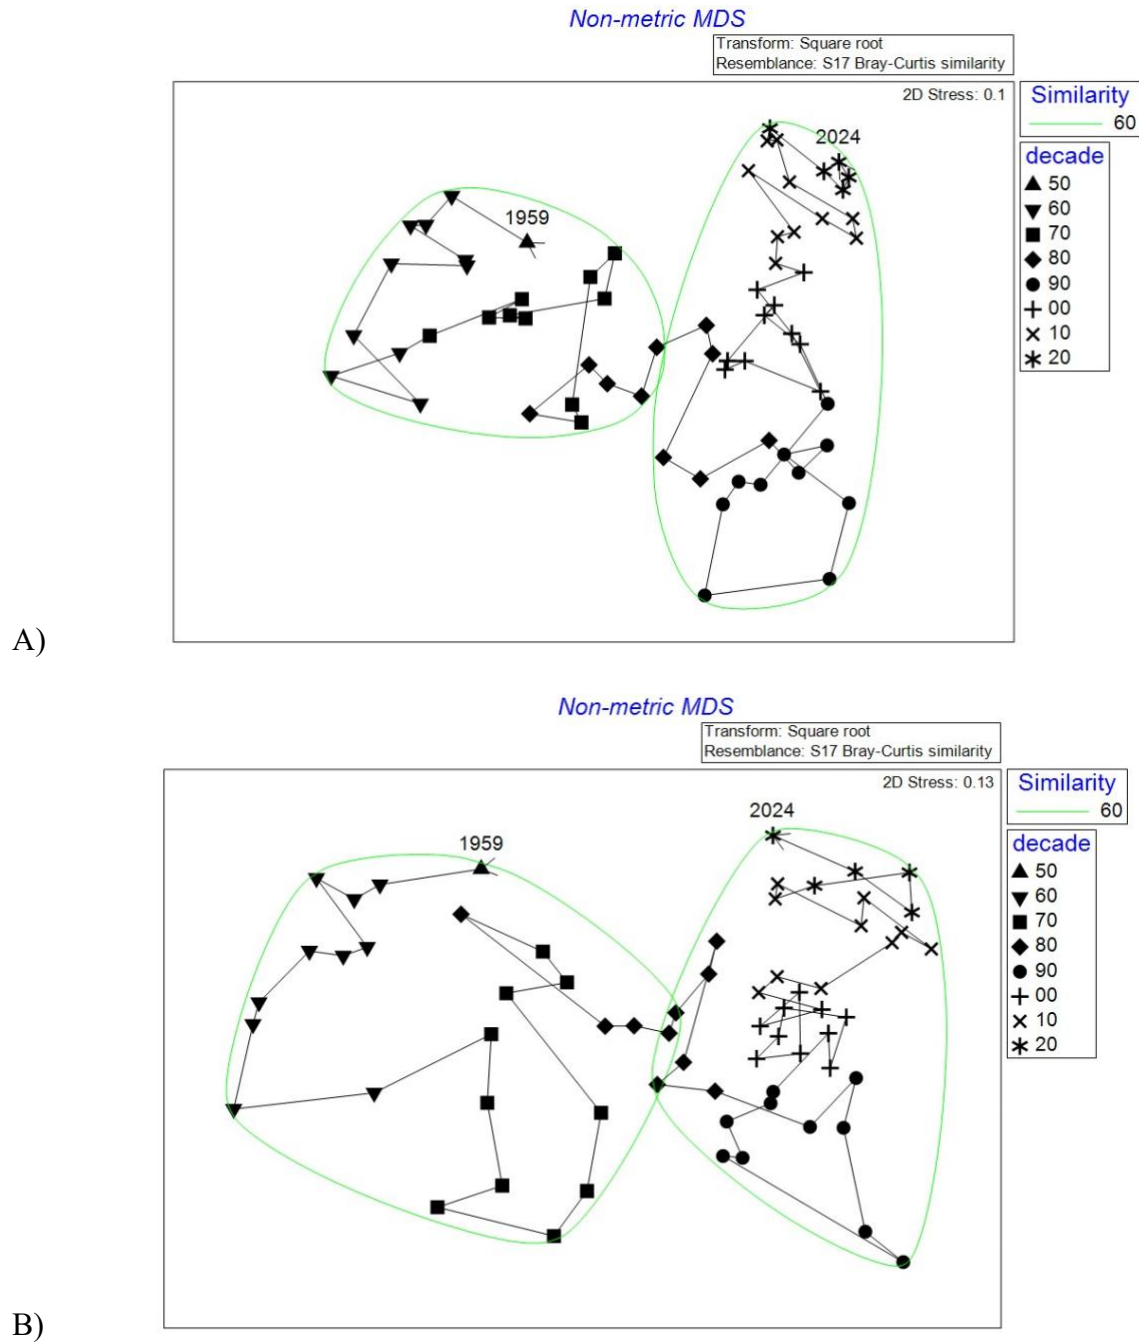 Non-metric MDS
Transform: Square root
Resemblance: S17 Bray-Curtis similarity
2D Stress: 0.1
Similarity
60
decade
50
60
70
80
90
00
10
20
2024
1959
A)
Non-metric MDS
Transform: Square root
Resemblance: S17 Bray-Curtis similarity
2D Stress: 0.13
Similarity
60
decade
50
60
70
80
90
00
10
20
2024
1959
B)